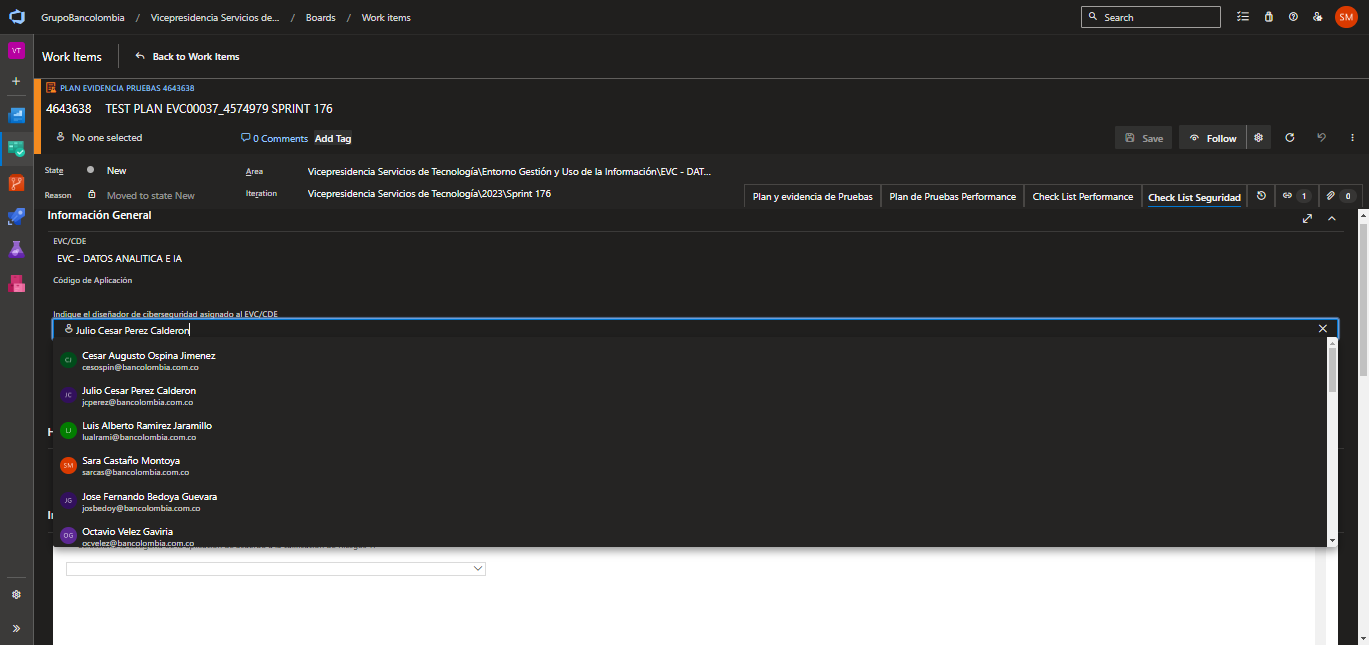 GrupoBancolombia / Vicepresidencia Servicios de... / Boards / Work items
Search
SM
VT
Work Items
Back to Work Items
PLAN EVIDENCIA PRUEBAS 4643638
4643638 TEST PLAN EVC00037_4574979 SPRINT 176
No one selected
0 Comments
Add Tag
Save
Follow
State New
Area Vicepresidencia Servicios de Tecnología\Entorno Gestión y Uso de la Información\EVC - DAT...
Reason Moved to state New
Iteration Vicepresidencia Servicios de Tecnología\2023\Sprint 176
Plan y evidencia de Pruebas
Plan de Pruebas Performance
Check List Performance
Check List Seguridad
1
0
Información General
EVC/CDE
EVC - DATOS ANALITICA E IA
Código de Aplicación
Indique el diseñador de ciberseguridad asignado al EVC/CDE
Julio Cesar Perez Calderon
CJ
Cesar Augusto Ospina Jimenez
cesospin@bancolombia.com.co
JC
Julio Cesar Perez Calderon
jcperez@bancolombia.com.co
LJ
Luis Alberto Ramirez Jaramillo
lualrami@bancolombia.com.co
SM
Sara Castaño Montoya
sarcas@bancolombia.com.co
JG
Jose Fernando Bedoya Guevara
josbedoy@bancolombia.com.co
OG
Octavio Velez Gaviria
ocvelez@bancolombia.com.co